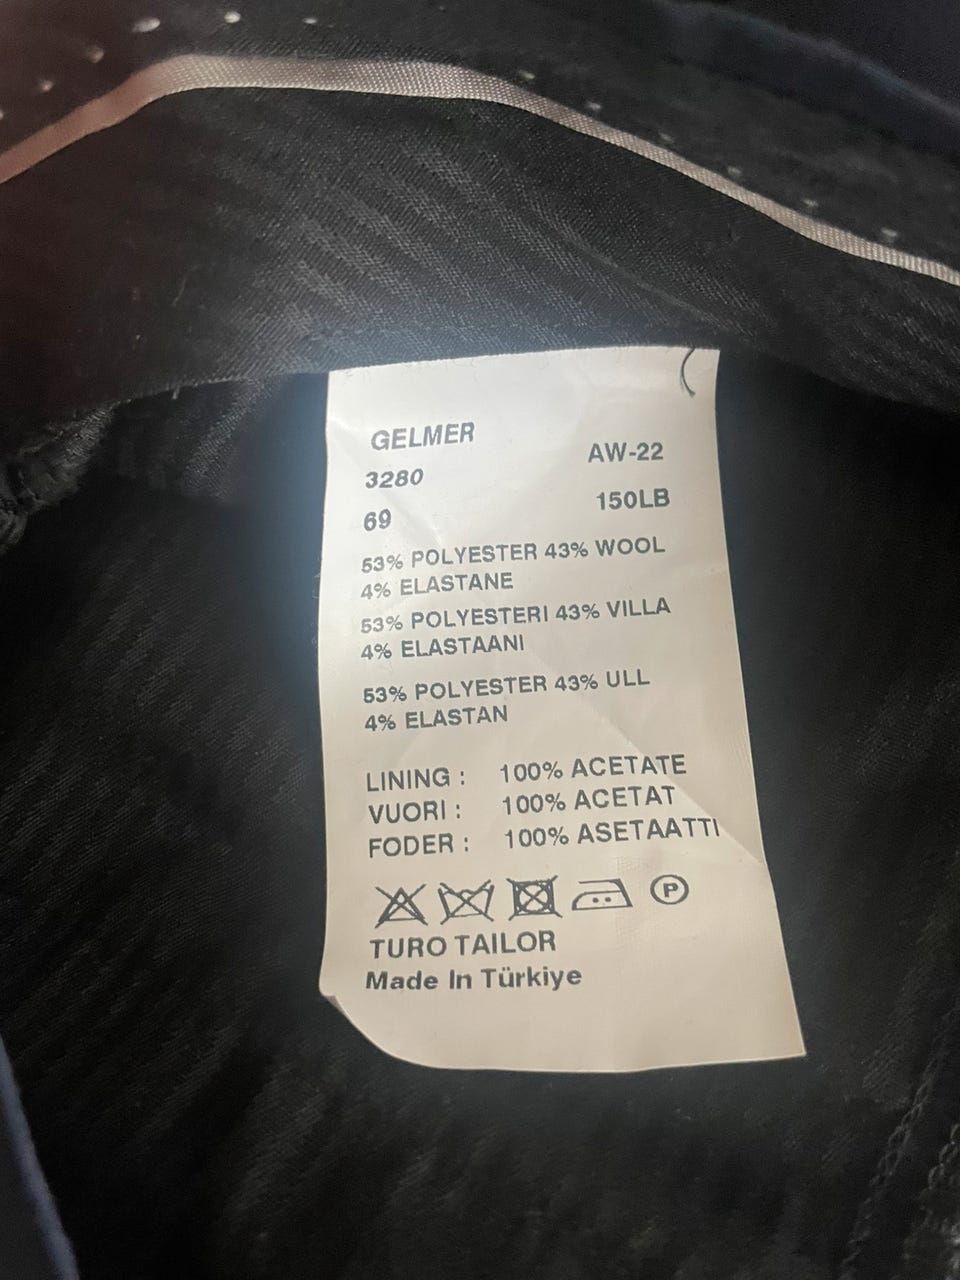 GELMER
3280 AW-22
69 150LB
53% POLYESTER 43% WOOL
4% ELASTANE
53% POLYESTERI 43% VILLA
4% ELASTAANI
53% POLYESTER 43% ULL
4% ELASTAN
LINING : 100% ACETATE
VUORI : 100% ACETAT
FODER : 100% ASETAATTI
P
TURO TAILOR
Made In Türkiye